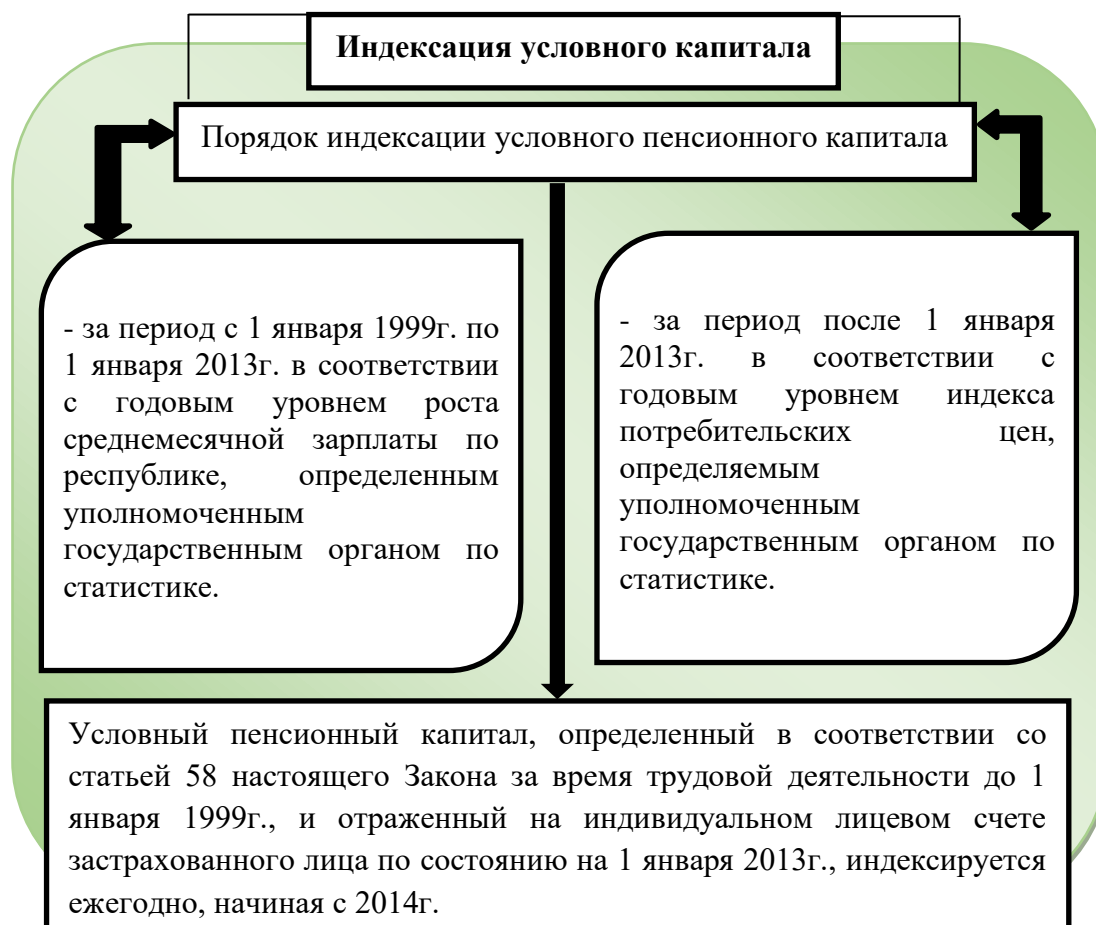 Индексация условного капитала
Порядок индексации условного пенсионного капитала
- за период с 1 января 1999г. по
1 января 2013г. в соответствии
с годовым уровнем роста
среднемесячной зарплаты по
республике, определенным
уполномоченным
государственным органом по
статистике.
- за период после 1 января
2013г. в соответствии с
годовым уровнем индекса
потребительских цен,
определяемым
уполномоченным
государственным органом по
статистике.
Условный пенсионный капитал, определенный в соответствии со
статьей 58 настоящего Закона за время трудовой деятельности до 1
января 1999г., и отраженный на индивидуальном лицевом счете
застрахованного лица по состоянию на 1 января 2013г., индексируется
ежегодно, начиная с 2014г.